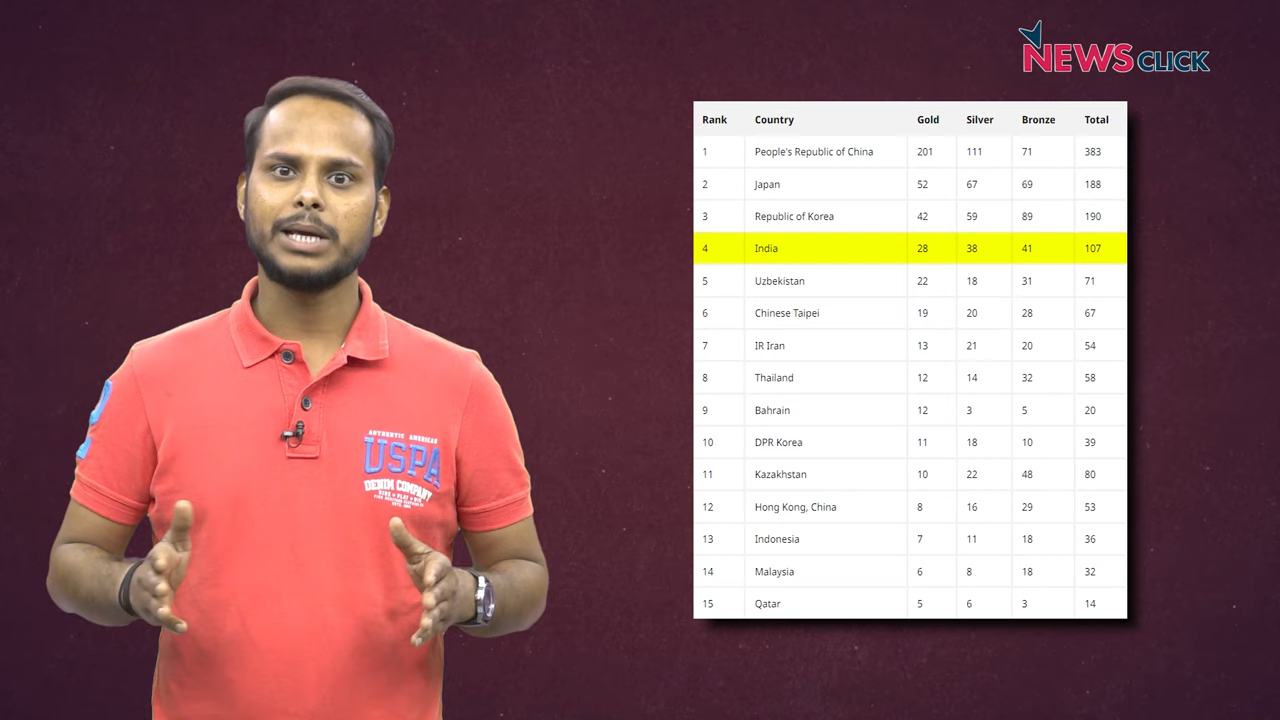 NEWSCLICK
Rank Country Gold Silver Bronze Total
1 People's Republic of China 201 111 71 383
2 Japan 52 67 69 188
3 Republic of Korea 42 59 89 190
4 India 28 38 41 107
5 Uzbekistan 22 18 31 71
6 Chinese Taipei 19 20 28 67
7 IR Iran 13 21 20 54
8 Thailand 12 14 32 58
9 Bahrain 12 3 5 20
10 DPR Korea 11 18 10 39
11 Kazakhstan 10 22 48 80
12 Hong Kong, China 8 16 29 53
13 Indonesia 7 11 18 36
14 Malaysia 6 8 18 32
15 Qatar 5 6 3 14
AUTHENTIC AMERICAN
USPA
DENIM COMPANY